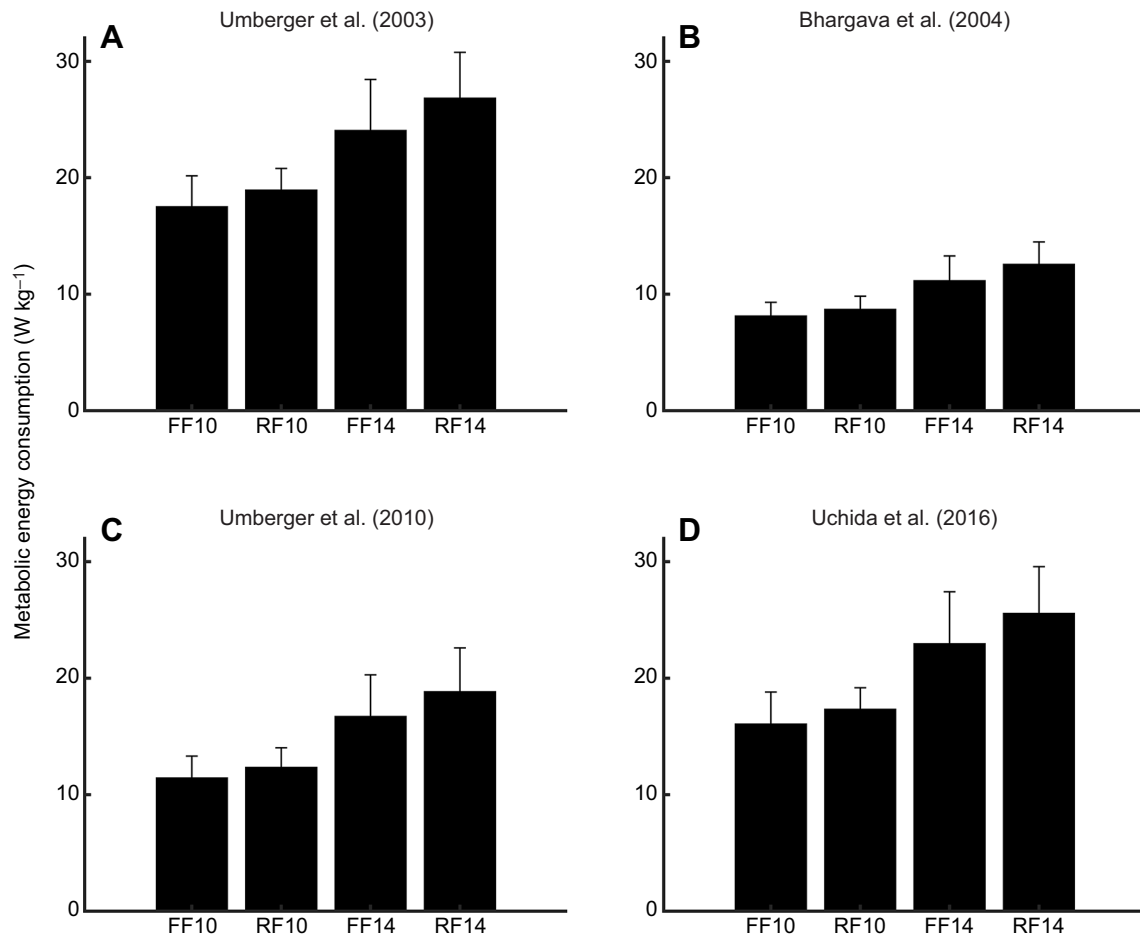 Metabolic energy consumption (W kg⁻¹)
A
Umberger et al. (2003)
30
20
10
0
FF10 RF10 FF14 RF14
B
Bhargava et al. (2004)
30
20
10
0
FF10 RF10 FF14 RF14
C
Umberger et al. (2010)
30
20
10
0
FF10 RF10 FF14 RF14
D
Uchida et al. (2016)
30
20
10
0
FF10 RF10 FF14 RF14